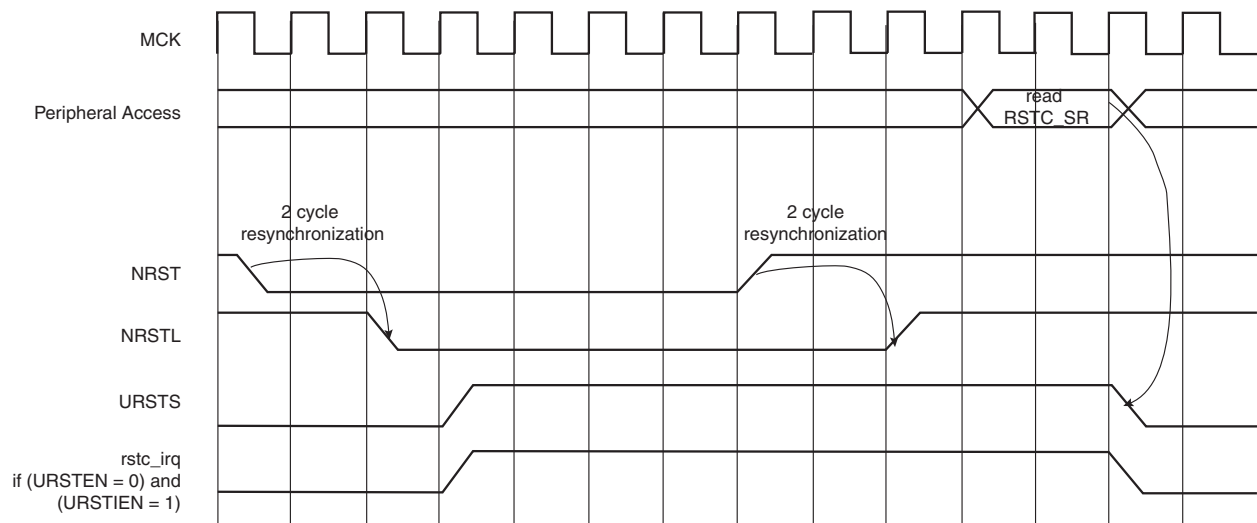 MCK
Peripheral Access
read
RSTC_SR
2 cycle
resynchronization
2 cycle
resynchronization
NRST
NRSTL
URSTS
rstc_irq
if (URSTEN = 0) and
(URSTIEN = 1)